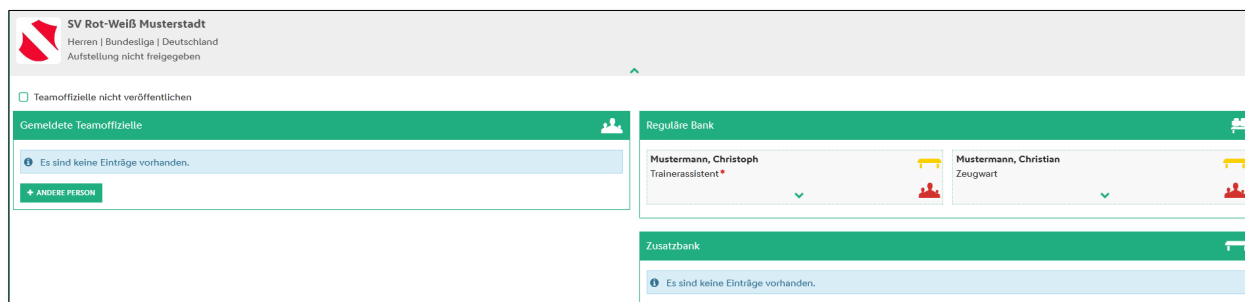 SV Rot-Weiß Musterstadt
Herren | Bundesliga | Deutschland
Aufstellung nicht freigegeben
Teamoffizielle nicht veröffentlichen
Gemeldete Teamoffizielle
Es sind keine Einträge vorhanden.
+ ANDERE PERSON
Reguläre Bank
Mustermann, Christoph
Trainerassistent*
Mustermann, Christian
Zeugwart
Zusatzbank
Es sind keine Einträge vorhanden.